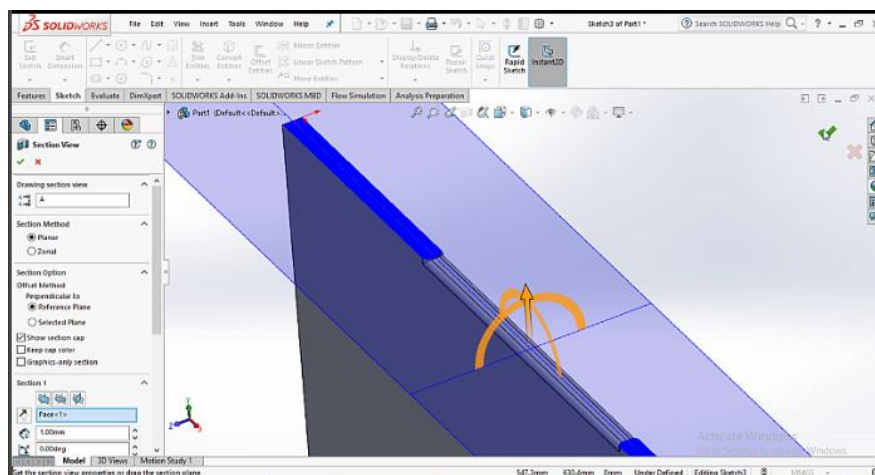 SOLIDWORKS File Edit View Insert Tools Window Help Sketch3 of Part1 * Search SOLIDWORKS Help
Exit Sketch Smart Dimension Trim Entities Convert Entities Offset Entities Mirror Entities Linear Sketch Pattern Move Entities Display/Delete Relations Repair Sketch Quick Snaps Rapid Sketch Instant2D
Features Sketch Evaluate DimXpert SOLIDWORKS Add-Ins SOLIDWORKS MBD Flow Simulation Analysis Preparation
Part1 (Default<<Default>...
Section View
Drawing section view
A
Section Method
Planar
Zonal
Section Option
Offset Method
Perpendicular to
Reference Plane
Selected Plane
Show section cap
Keep cap color
Graphics-only section
Section 1
Face<1>
1.00mm
0.00deg
Y
Z
Activate Windows
Model 3D Views Motion Study 1
Set the section view properties or drag the section plane 547.3mm 630.4mm 0mm Under Defined Editing Sketch3 MMGS